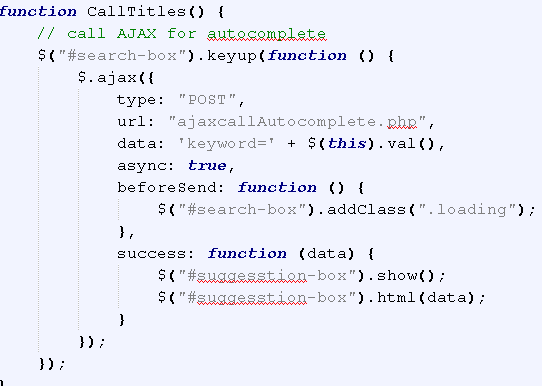 function CallTitles() {
    // call AJAX for autocomplete
    $("#search-box").keyup(function () {
        $.ajax({
            type: "POST",
            url: "ajaxcallAutocomplete.php",
            data: 'keyword=' + $(this).val(),
            async: true,
            beforeSend: function () {
                $("#search-box").addClass(".loading");
            },
            success: function (data) {
                $("#suggesstion-box").show();
                $("#suggesstion-box").html(data);
            }
        });
    });
}